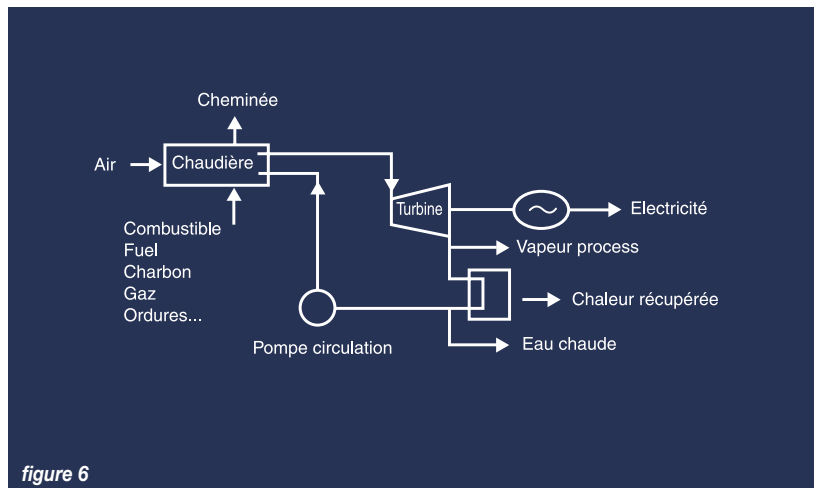 Cheminée
Air
Chaudière
Combustible
Fuel
Charbon
Gaz
Ordures...
Turbine
Electricité
Vapeur process
Chaleur récupérée
Pompe circulation
Eau chaude
figure 6